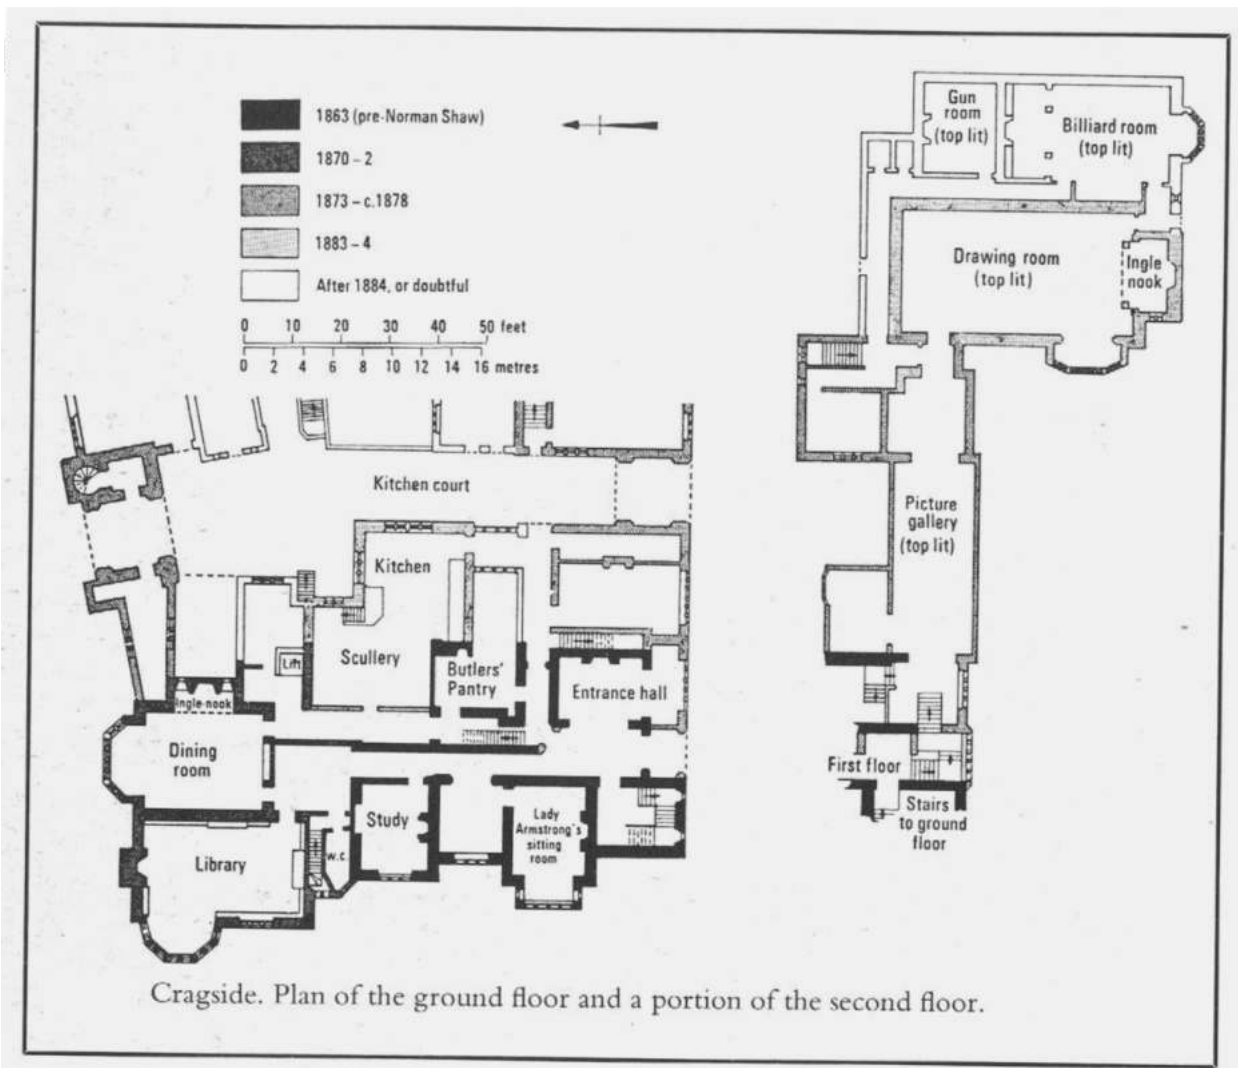 1863 (pre-Norman Shaw)
1870 – 2
1873 – c.1878
1883 – 4
After 1884, or doubtful
0 10 20 30 40 50 feet
0 2 4 6 8 10 12 14 16 metres
Kitchen court
Kitchen
Scullery
Lift
Butlers'
Pantry
Entrance hall
Ingle-nook
Dining
room
Study
Lady
Armstrong's
sitting
room
Library
w.c.
Gun
room
(top lit)
Billiard room
(top lit)
Drawing room
(top lit)
Ingle
nook
Picture
gallery
(top lit)
First floor
Stairs
to ground
floor
Cragside. Plan of the ground floor and a portion of the second floor.